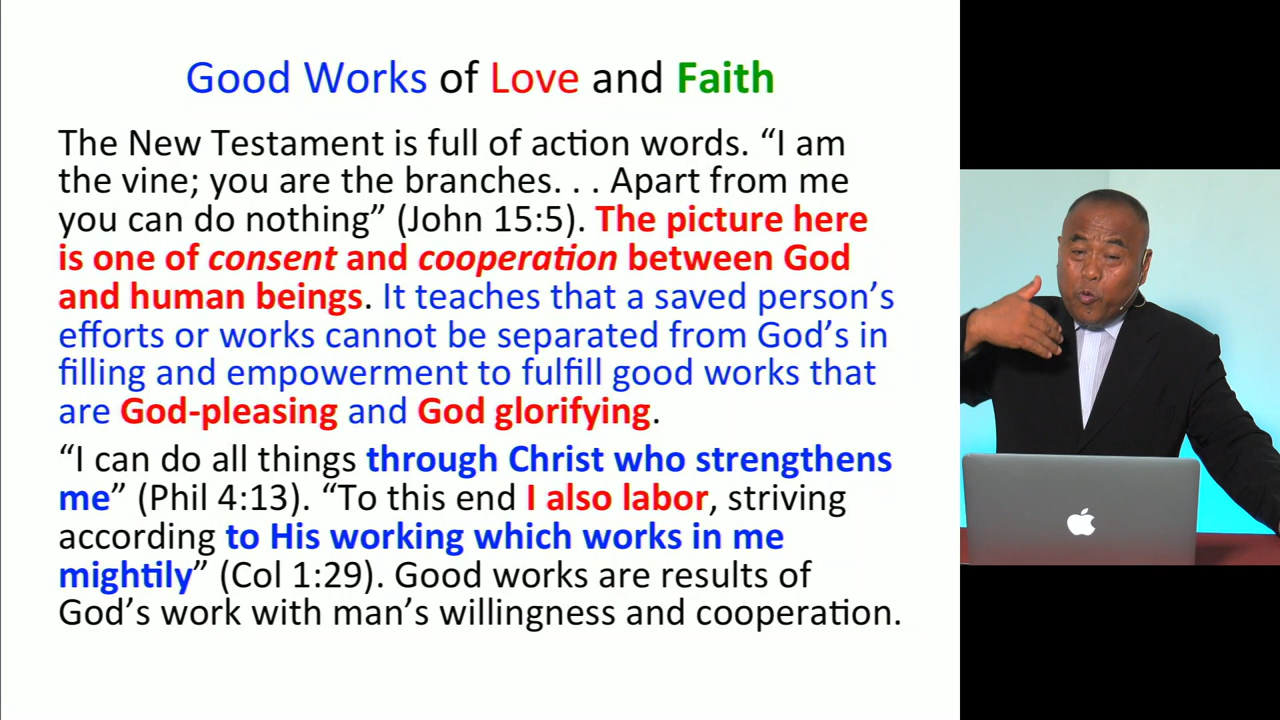 Good Works of Love and Faith
The New Testament is full of action words. “I am
the vine; you are the branches. . . Apart from me
you can do nothing” (John 15:5). The picture here
is one of consent and cooperation between God
and human beings. It teaches that a saved person’s
efforts or works cannot be separated from God’s in
filling and empowerment to fulfill good works that
are God-pleasing and God glorifying.
“I can do all things through Christ who strengthens
me” (Phil 4:13). “To this end I also labor, striving
according to His working which works in me
mightily” (Col 1:29). Good works are results of
God’s work with man’s willingness and cooperation.